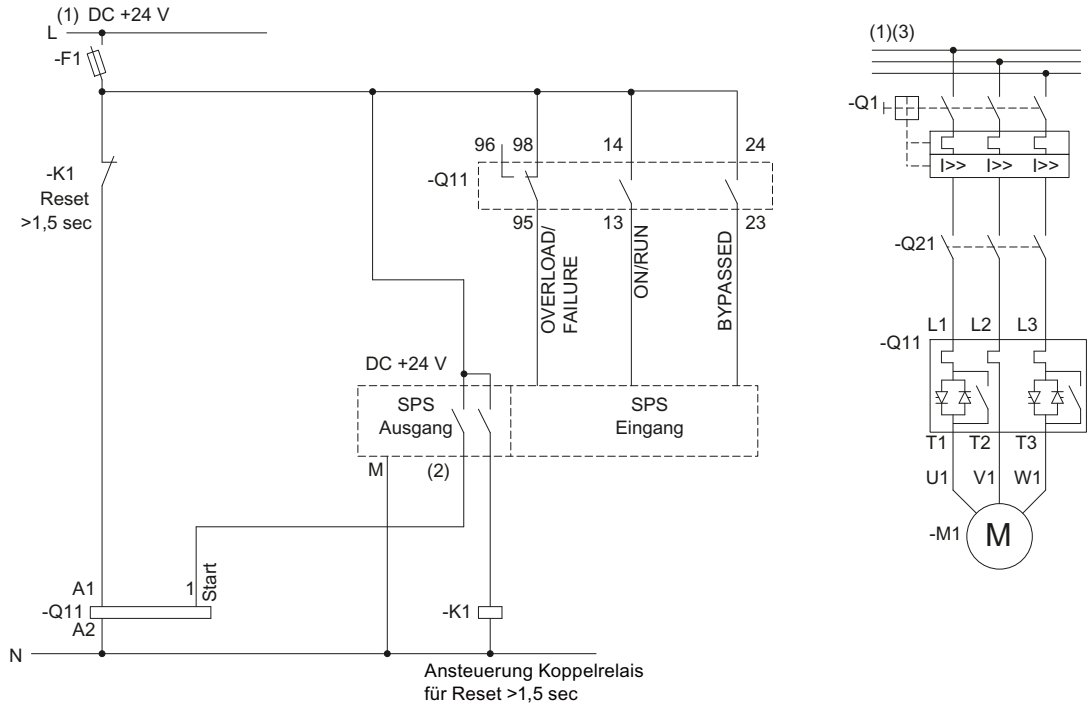 (1) DC +24 V
L
-F1
-K1
Reset
>1,5 sec
96 98 14 24
-Q11
95 13 23
OVERLOAD/
FAILURE
ON/RUN
BYPASSED
DC +24 V
SPS
Ausgang
SPS
Eingang
M (2)
A1 1
Start
-Q11
A2
-K1
N
Ansteuerung Koppelrelais
für Reset >1,5 sec
(1)(3)
-Q1
I>> I>> I>>
-Q21
L1 L2 L3
-Q11
T1 T2 T3
U1 V1 W1
-M1 M